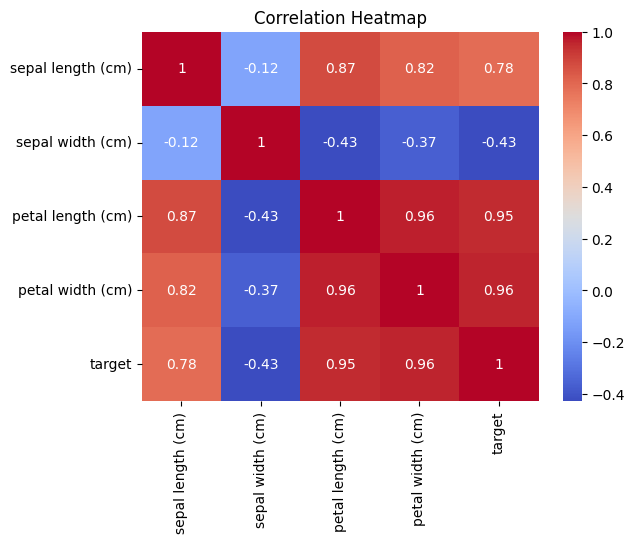 Correlation Heatmap
sepal length (cm) 1 -0.12 0.87 0.82 0.78
sepal width (cm) -0.12 1 -0.43 -0.37 -0.43
petal length (cm) 0.87 -0.43 1 0.96 0.95
petal width (cm) 0.82 -0.37 0.96 1 0.96
target 0.78 -0.43 0.95 0.96 1
sepal length (cm)
sepal width (cm)
petal length (cm)
petal width (cm)
target
1.0
0.8
0.6
0.4
0.2
0.0
−0.2
−0.4